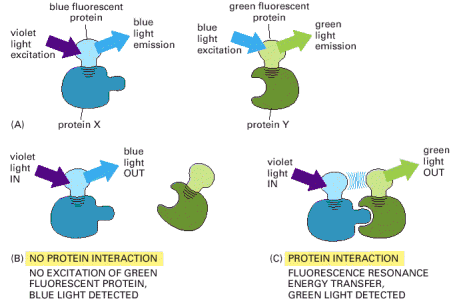 blue fluorescent
protein
violet
light
excitation
blue
light
emission
green fluorescent
protein
blue
light
excitation
green
light
emission
(A)
protein X
protein Y
violet
light
IN
blue
light
OUT
violet
light
IN
green
light
OUT
(B) NO PROTEIN INTERACTION
NO EXCITATION OF GREEN
FLUORESCENT PROTEIN,
BLUE LIGHT DETECTED
(C) PROTEIN INTERACTION
FLUORESCENCE RESONANCE
ENERGY TRANSFER,
GREEN LIGHT DETECTED